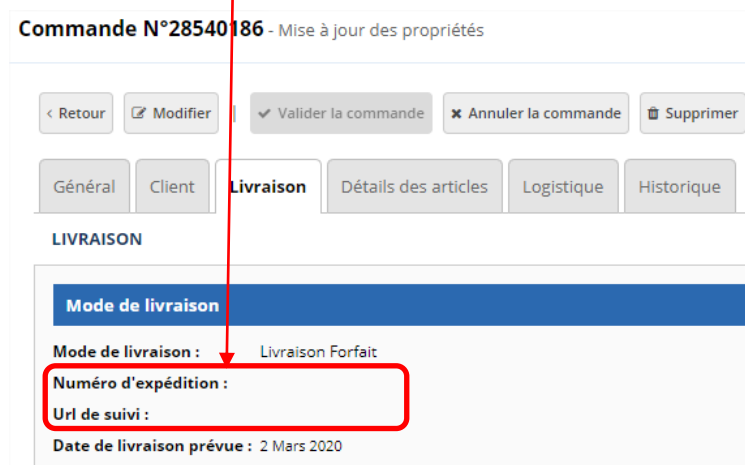 Commande N°28540186 - Mise à jour des propriétés
< Retour Modifier | Valider la commande Annuler la commande Supprimer
Général Client Livraison Détails des articles Logistique Historique
LIVRAISON
Mode de livraison
Mode de livraison : Livraison Forfait
Numéro d'expédition :
Url de suivi :
Date de livraison prévue : 2 Mars 2020